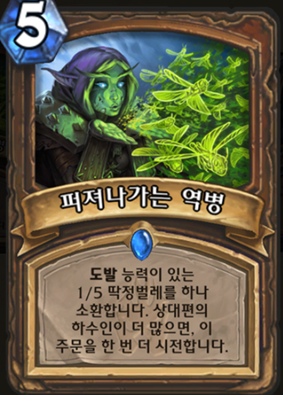 5
퍼져나가는 역병
도발 능력이 있는
1/5 딱정벌레를 하나
소환합니다. 상대편의
하수인이 더 많으면, 이
주문을 한 번 더 시전합니다.